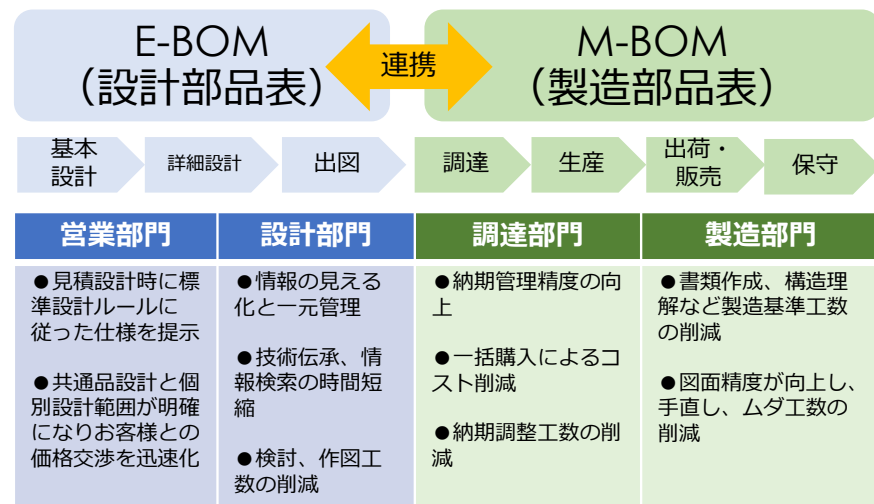 E-BOM
（設計部品表）
連携
M-BOM
（製造部品表）
基本
設計
詳細設計
出図
調達
生産
出荷・
販売
保守
営業部門
設計部門
調達部門
製造部門
●見積設計時に標
準設計ルールに
従った仕様を提示
●共通品設計と個
別設計範囲が明確
になりお客様との
価格交渉を迅速化
●情報の見える
化と一元管理
●技術伝承、情
報検索の時間短
縮
●検討、作図工
数の削減
●納期管理精度の向
上
●一括購入によるコ
スト削減
●納期調整工数の削
減
●書類作成、構造理
解など製造基準工数
の削減
●図面精度が向上し、
手直し、ムダ工数の
削減